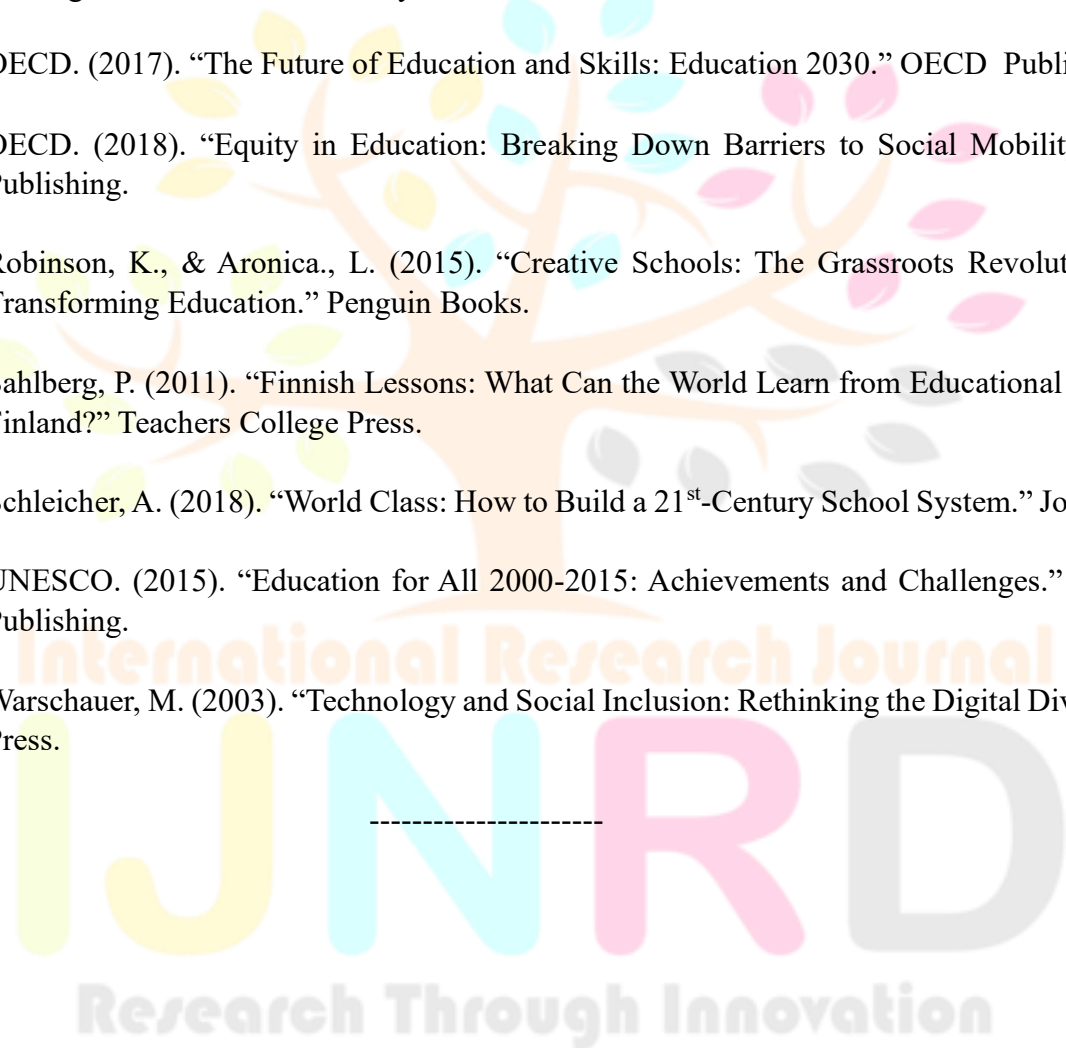 OECD. (2017). “The Future of Education and Skills: Education 2030.” OECD Publi
OECD. (2018). “Equity in Education: Breaking Down Barriers to Social Mobilit
Publishing.
Robinson, K., & Aronica., L. (2015). “Creative Schools: The Grassroots Revolut
Transforming Education.” Penguin Books.
ahlberg, P. (2011). “Finnish Lessons: What Can the World Learn from Educational
Finland?” Teachers College Press.
chleicher, A. (2018). “World Class: How to Build a 21st-Century School System.” Jo
UNESCO. (2015). “Education for All 2000-2015: Achievements and Challenges.”
Publishing.
International Research Journal
Warschauer, M. (2003). “Technology and Social Inclusion: Rethinking the Digital Div
Press.
IJNRD
----------------------
Research Through Innovation